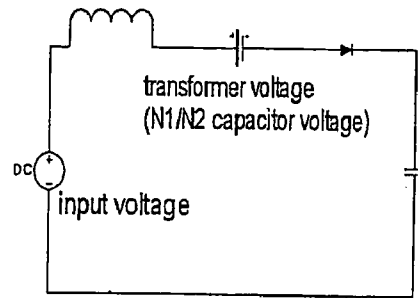 transformer voltage
(N1/N2 capacitor voltage)
DC
input voltage